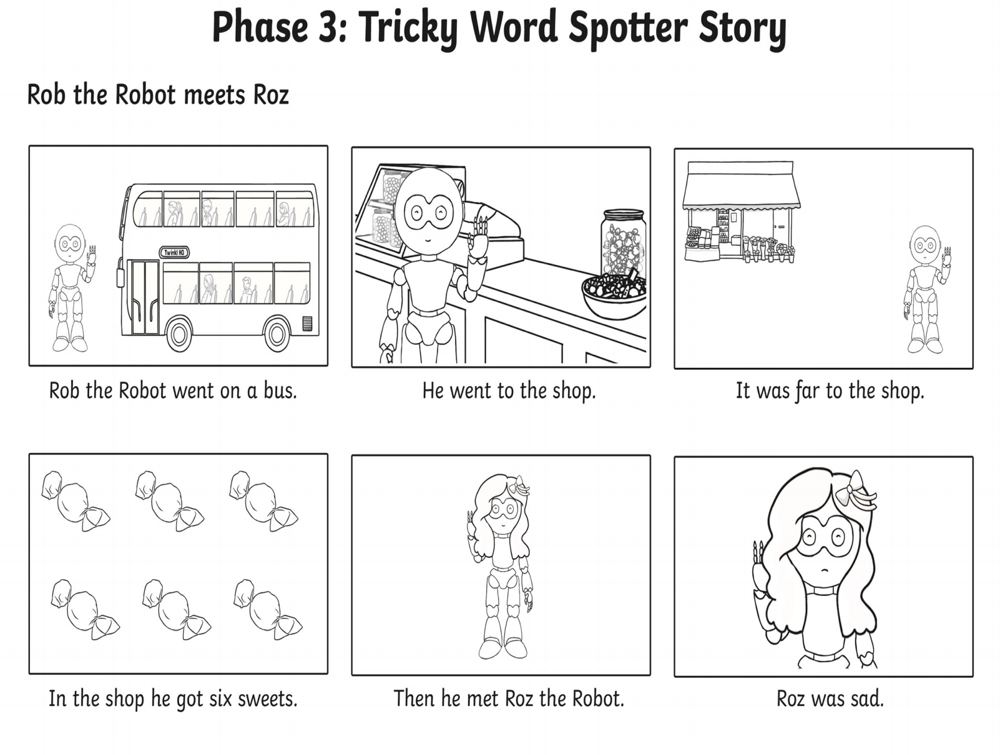 Phase 3: Tricky Word Spotter Story
Rob the Robot meets Roz
Twinkl HQ
Rob the Robot went on a bus.
He went to the shop.
It was far to the shop.
In the shop he got six sweets.
Then he met Roz the Robot.
Roz was sad.